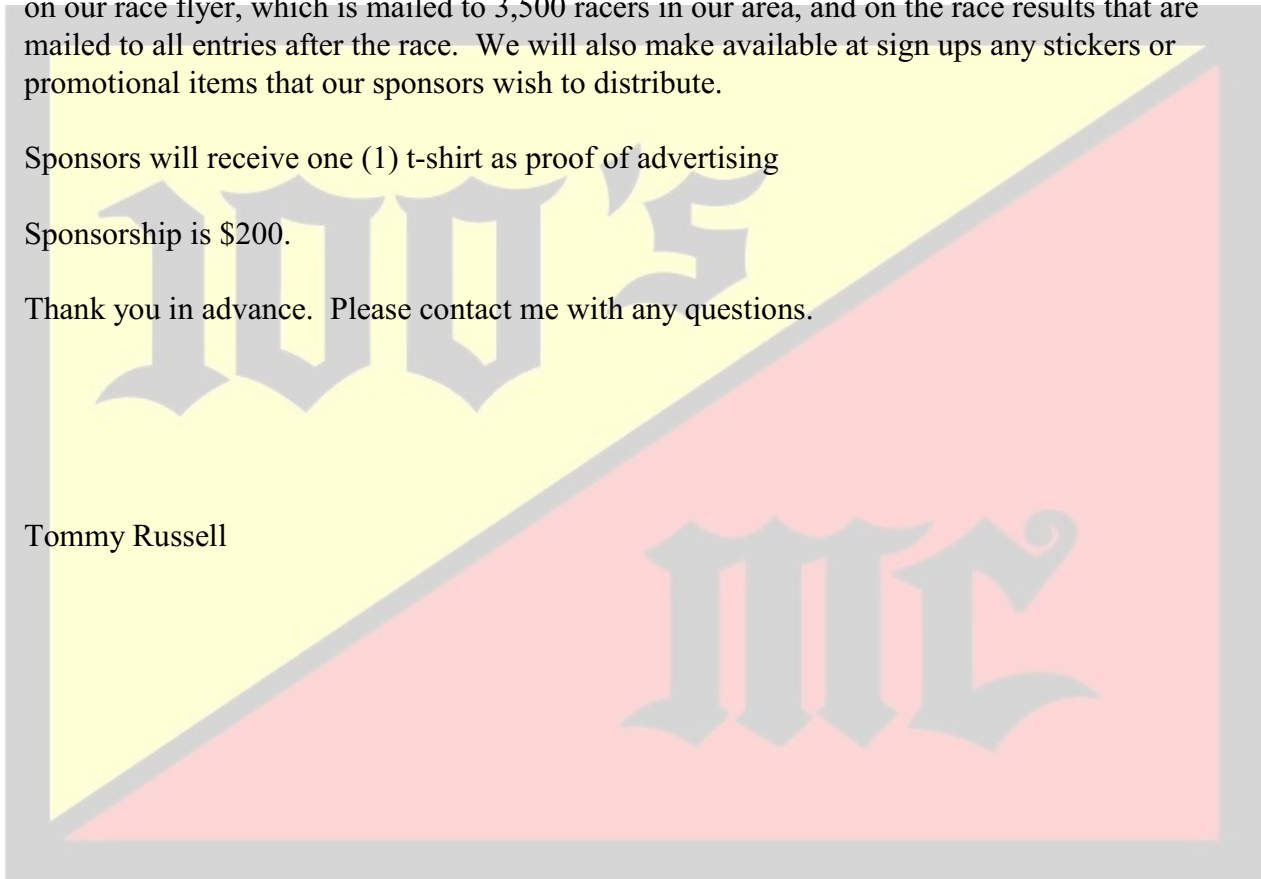 on our race flyer, which is mailed to 3,500 racers in our area, and on the race results that are
mailed to all entries after the race.  We will also make available at sign ups any stickers or
promotional items that our sponsors wish to distribute.
Sponsors will receive one (1) t-shirt as proof of advertising
100's
Sponsorship is $200.
Thank you in advance.  Please contact me with any questions.
Tommy Russell
MC